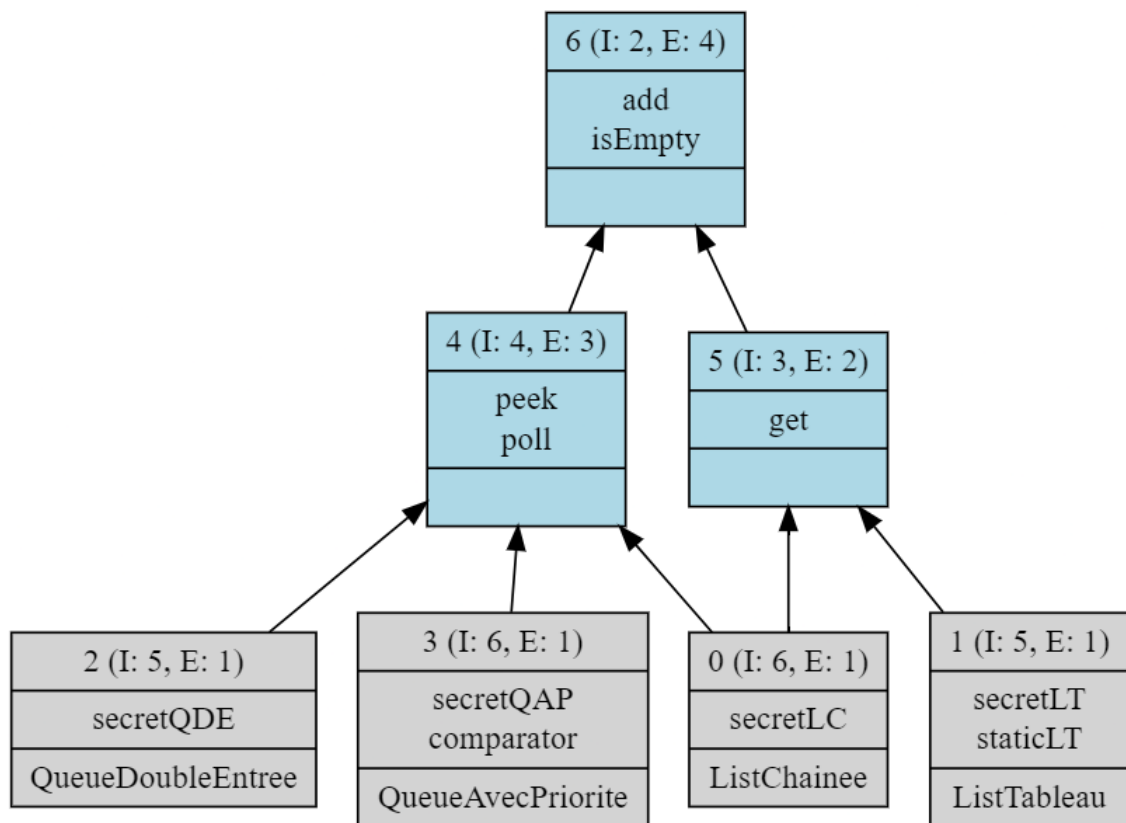 6 (I: 2, E: 4)
add
isEmpty
4 (I: 4, E: 3)
peek
poll
5 (I: 3, E: 2)
get
2 (I: 5, E: 1)
secretQDE
QueueDoubleEntree
3 (I: 6, E: 1)
secretQAP
comparator
QueueAvecPriorite
0 (I: 6, E: 1)
secretLC
ListChainee
1 (I: 5, E: 1)
secretLT
staticLT
ListTableau